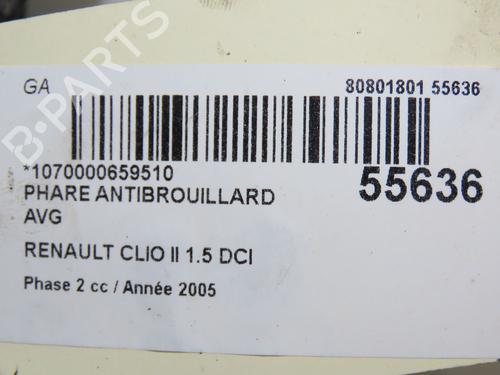 B-PARTS
GA
80801801 55636
*1070000659510
55636
PHARE ANTIBROUILLARD
AVG
RENAULT CLIO II 1.5 DCI
Phase 2 cc / Année 2005